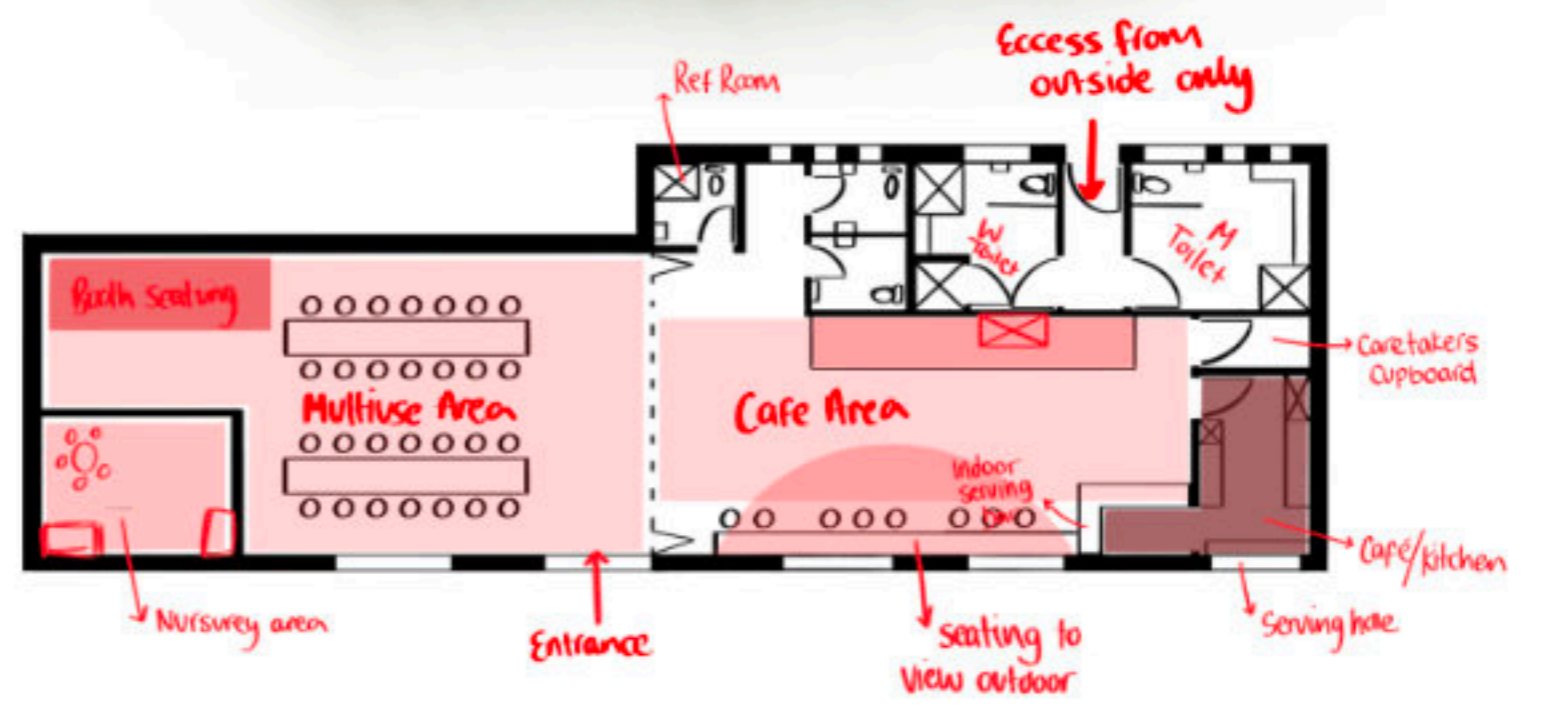 Eccess from
outside only
Ref Room
W
Toilet
M
Toilet
Booth Seating
Caretakers
Cupboard
Multiuse Area
Cafe Area
Indoor
serving
Café/kitchen
Nursurey area
Entrance
seating to
view outdoor
Serving hole